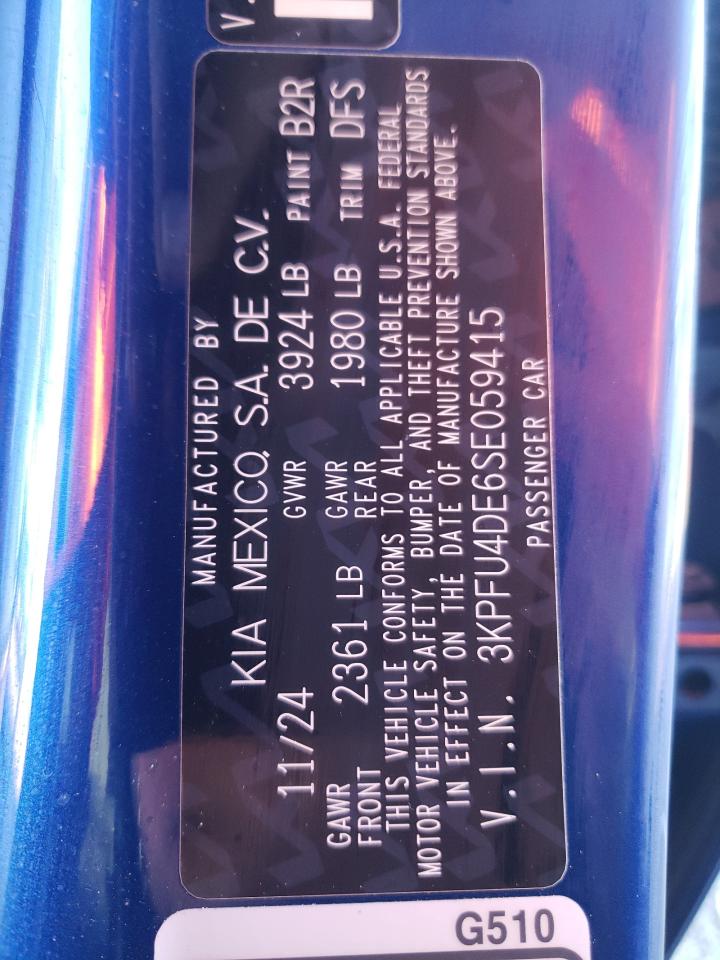 V.
MANUFACTURED BY
KIA MEXICO, S.A. DE C.V.
11/24 GVWR 3924 LB PAINT B2R
GAWR FRONT 2361 LB GAWR REAR 1980 LB TRIM DFS
THIS VEHICLE CONFORMS TO ALL APPLICABLE U.S.A. FEDERAL
MOTOR VEHICLE SAFETY, BUMPER, AND THEFT PREVENTION STANDARDS
IN EFFECT ON THE DATE OF MANUFACTURE SHOWN ABOVE.
V.I.N. 3KPFU4DE6SE059415
PASSENGER CAR
G510